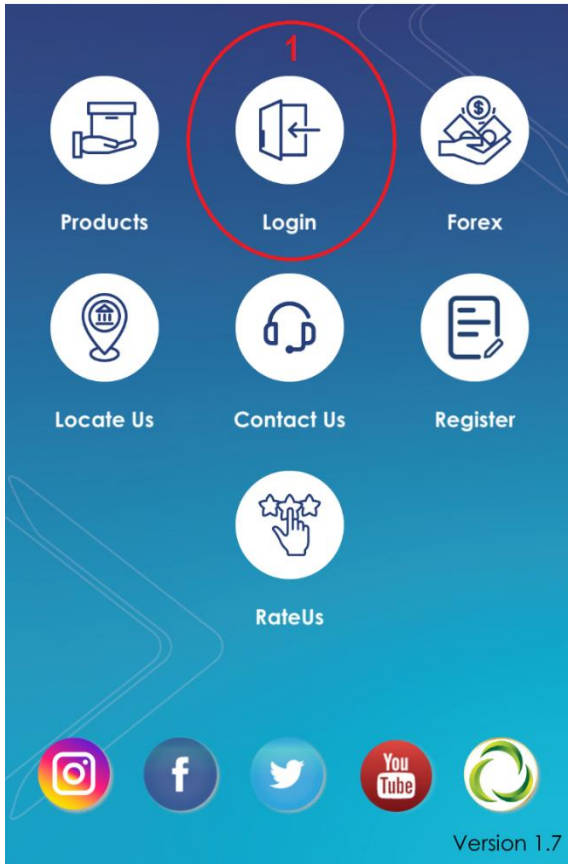 1
Products Login Forex
Locate Us Contact Us Register
RateUs
You
Tube
Version 1.7